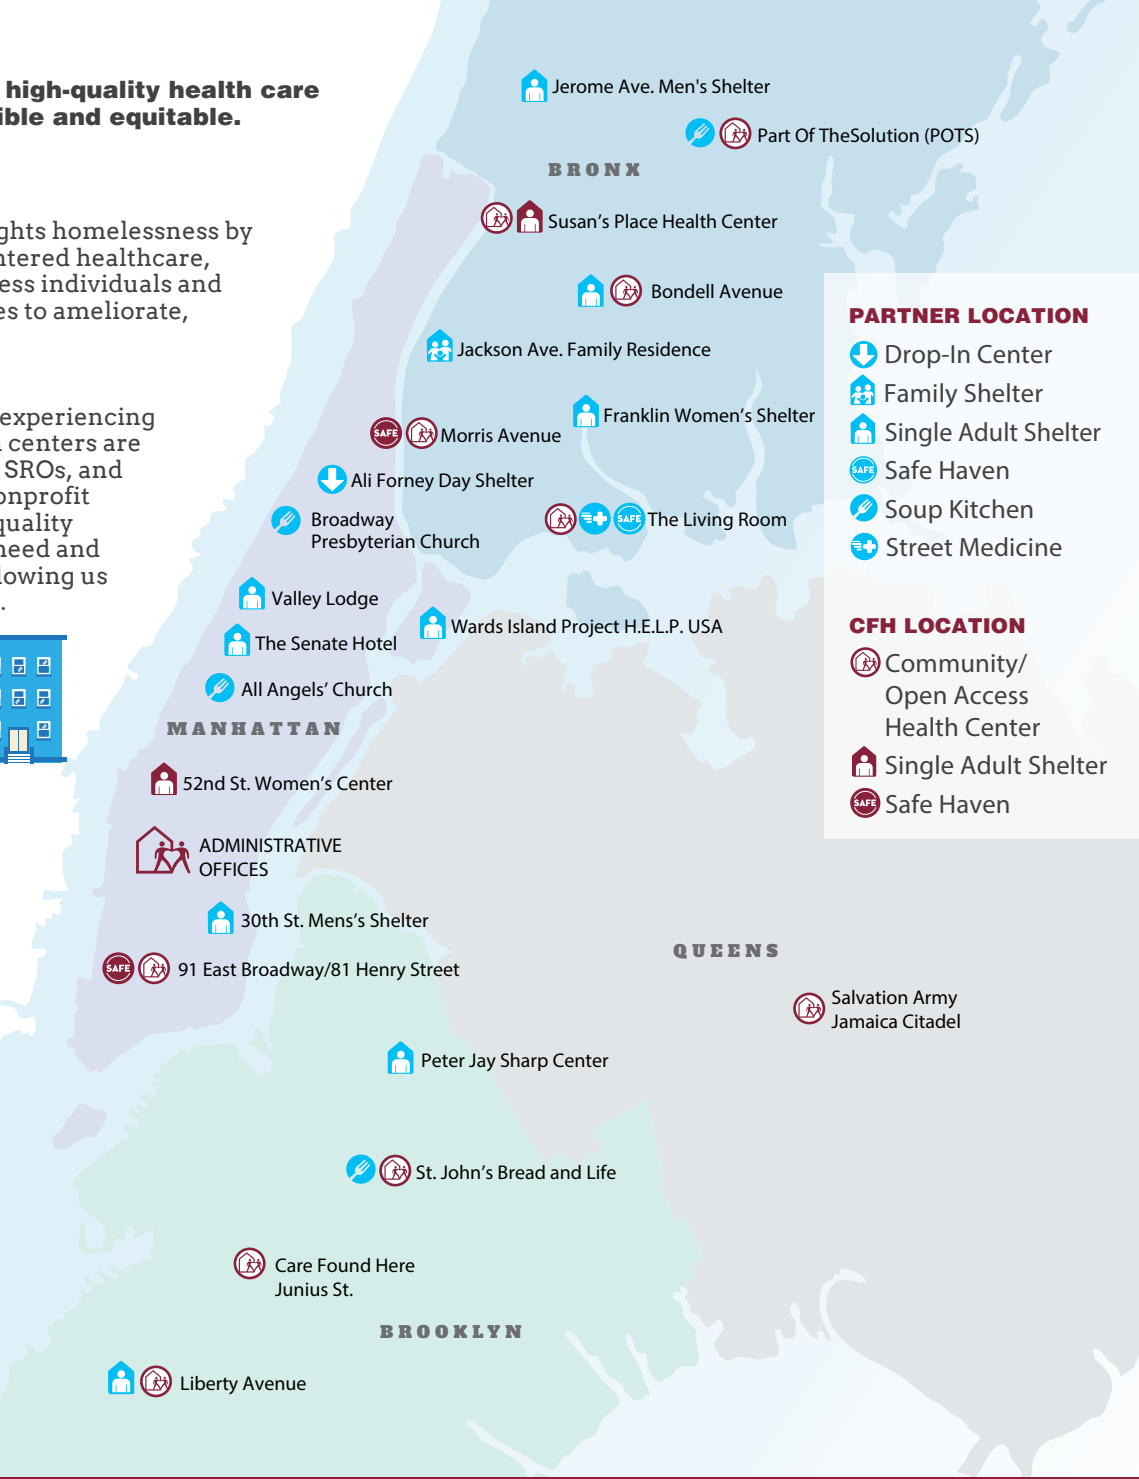 high-quality health care
ible and equitable.
ghts homelessness by
ntered healthcare,
ess individuals and
es to ameliorate,
experiencing
centers are
SROs, and
onprofit
quality
need and
lowing us
.
Jerome Ave. Men's Shelter
Part Of TheSolution (POTS)
BRONX
Susan's Place Health Center
Bondell Avenue
Jackson Ave. Family Residence
Franklin Women's Shelter
SAFE Morris Avenue
Ali Forney Day Shelter
Broadway
Presbyterian Church
SAFE The Living Room
Valley Lodge
Wards Island Project H.E.L.P. USA
The Senate Hotel
All Angels' Church
MANHATTAN
52nd St. Women's Center
ADMINISTRATIVE
OFFICES
30th St. Mens's Shelter
SAFE 91 East Broadway/81 Henry Street
QUEENS
Salvation Army
Jamaica Citadel
Peter Jay Sharp Center
St. John's Bread and Life
Care Found Here
Junius St.
BROOKLYN
Liberty Avenue
PARTNER LOCATION
Drop-In Center
Family Shelter
Single Adult Shelter
SAFE Safe Haven
Soup Kitchen
Street Medicine
CFH LOCATION
Community/
Open Access
Health Center
Single Adult Shelter
SAFE Safe Haven